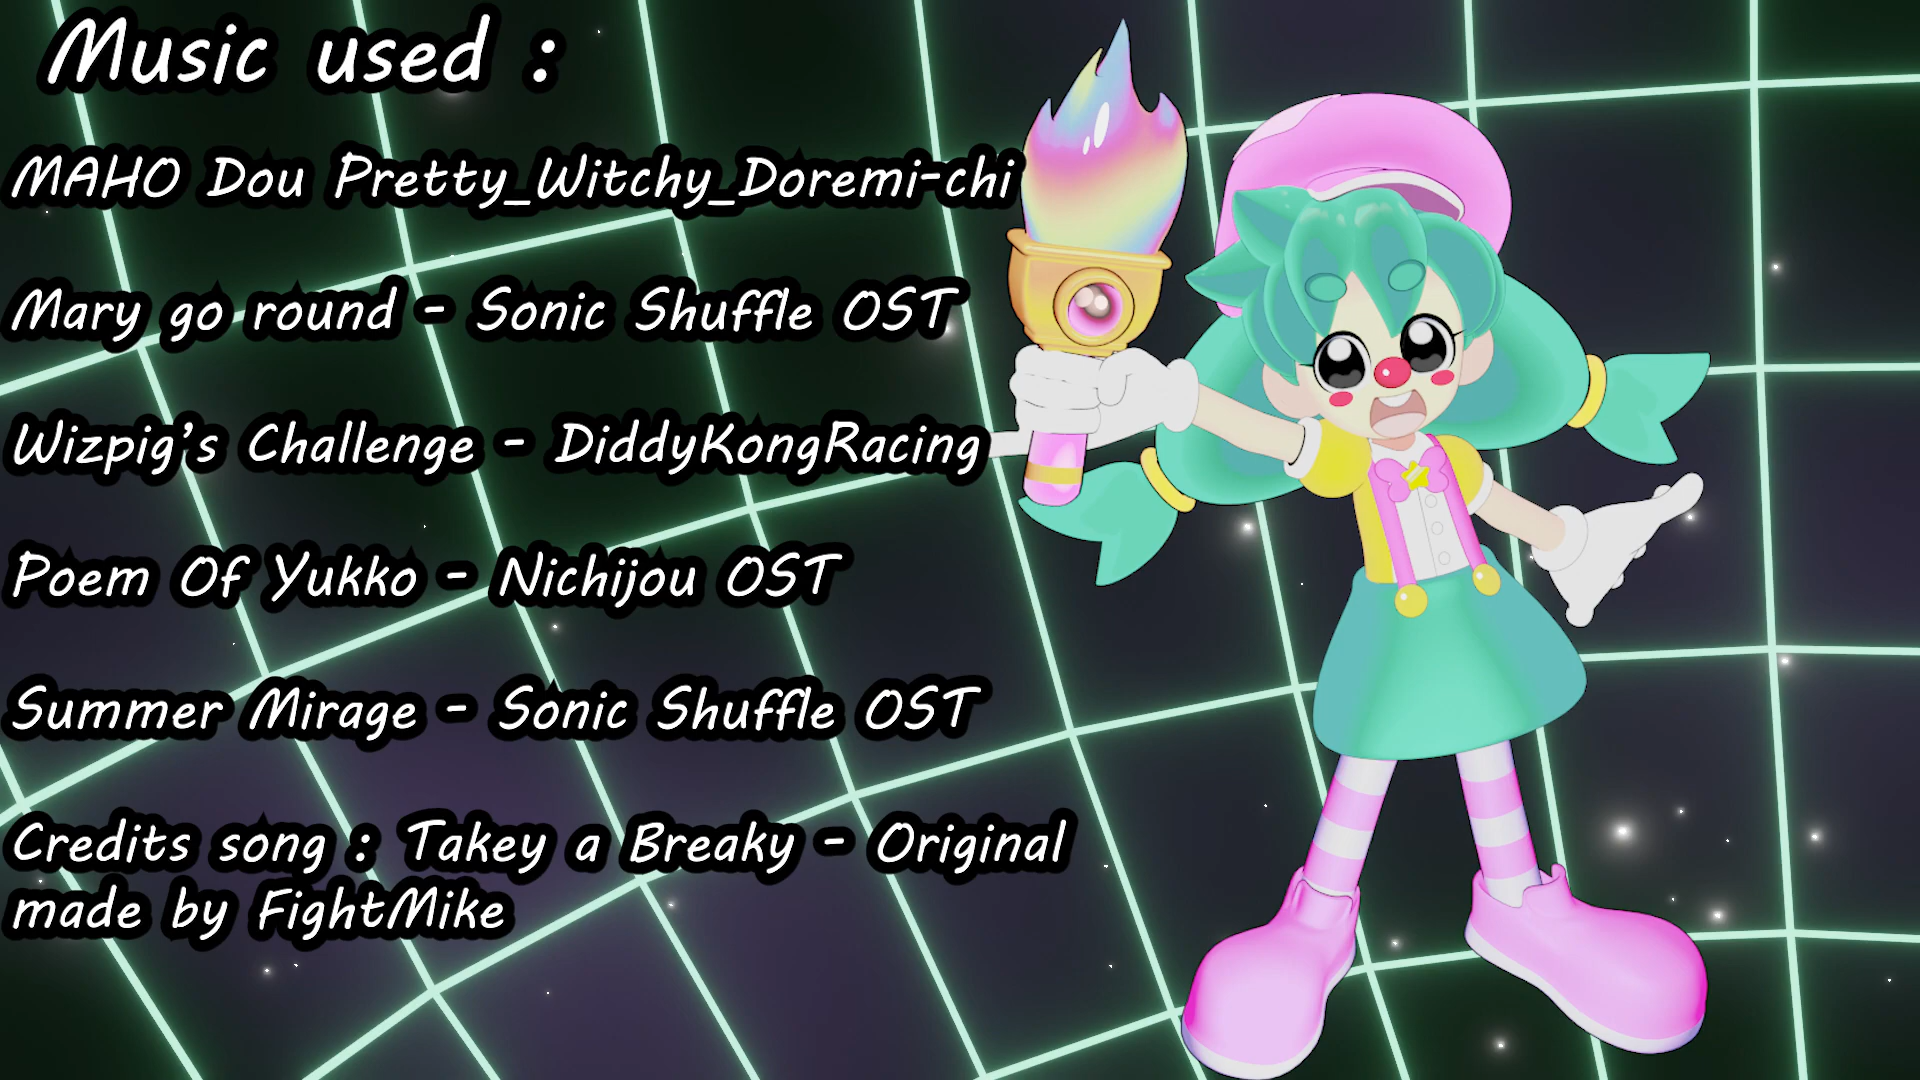 Music used :
MAHO Dou Pretty_Witchy_Doremi-chi
Mary go round - Sonic Shuffle OST
Wizpig's Challenge - DiddyKongRacing
Poem Of Yukko - Nichijou OST
Summer Mirage - Sonic Shuffle OST
Credits song : Takey a Breaky - Original
made by FightMike